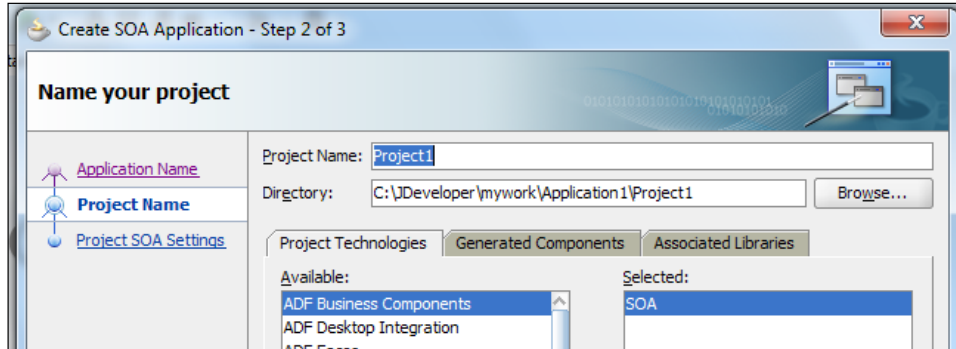 Create SOA Application - Step 2 of 3
Name your project
Application Name
Project Name
Project SOA Settings
Project Name: Project1
Directory: C:\JDeveloper\mywork\Application1\Project1 Browse...
Project Technologies Generated Components Associated Libraries
Available: Selected:
ADF Business Components SOA
ADF Desktop Integration